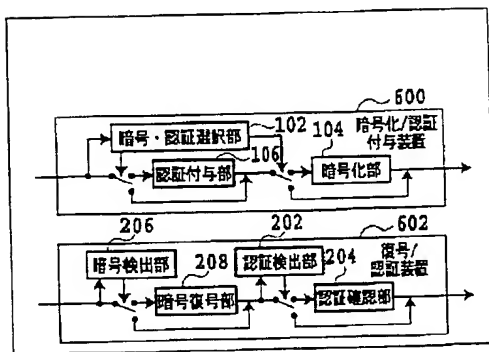 600
暗号・認証選択部
102
暗号化/認証
付与装置
106
104
認証付与部
暗号化部
602
206
202
復号/
認証装置
暗号検出部
208
認証検出部
204
暗号復号部
認証確認部